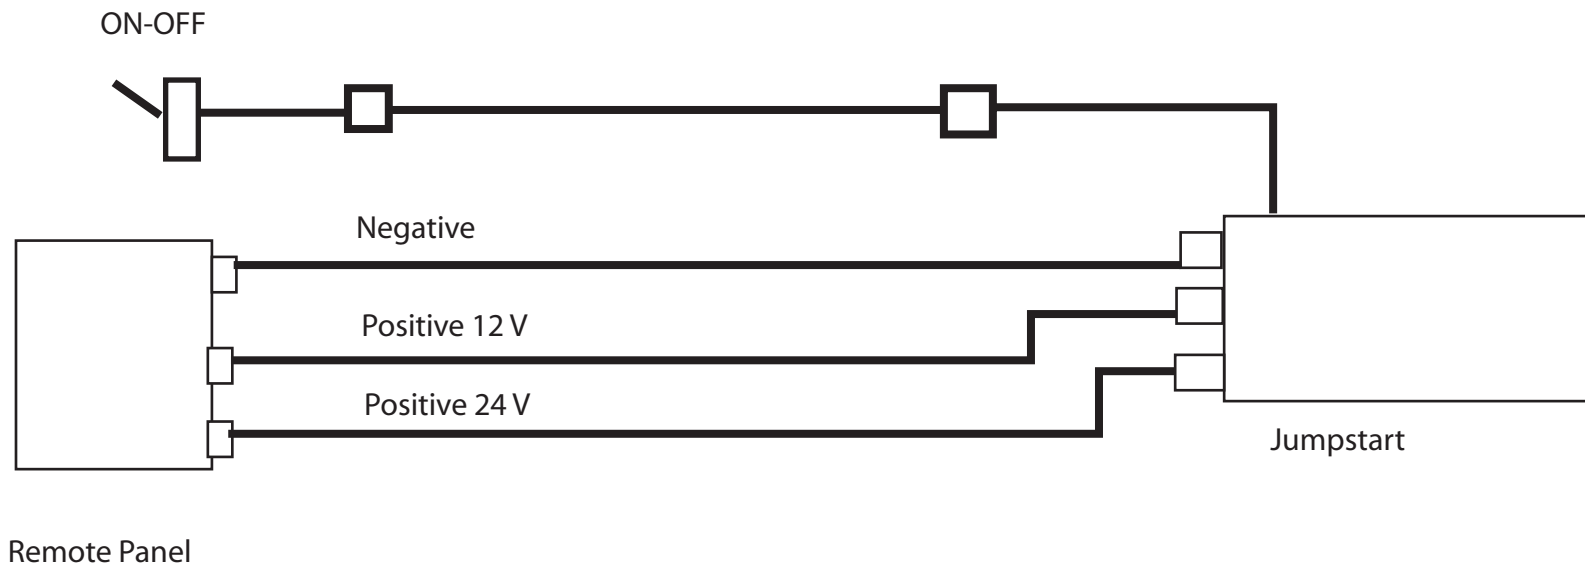 ON-OFF
Negative
Positive 12 V
Positive 24 V
Jumpstart
Remote Panel